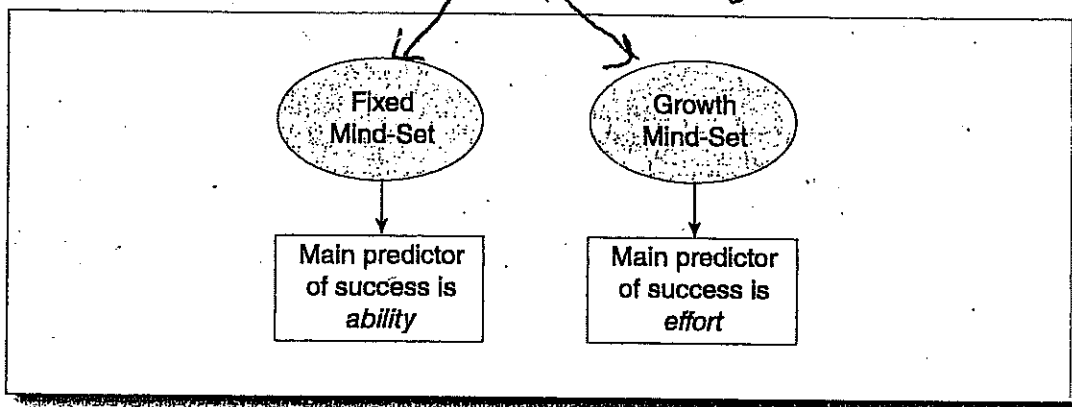 Fixed
Mind-Set
Growth
Mind-Set
Main predictor
of success is
ability
Main predictor
of success is
effort